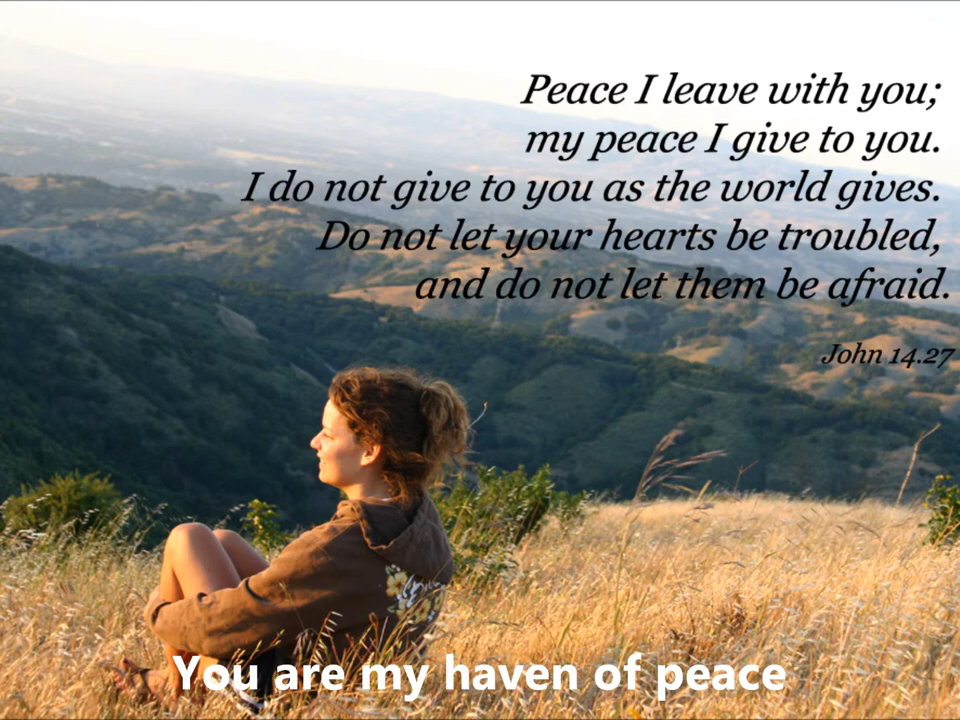 Peace I leave with you;
my peace I give to you.
I do not give to you as the world gives.
Do not let your hearts be troubled,
and do not let them be afraid.
John 14.27
You are my haven of peace